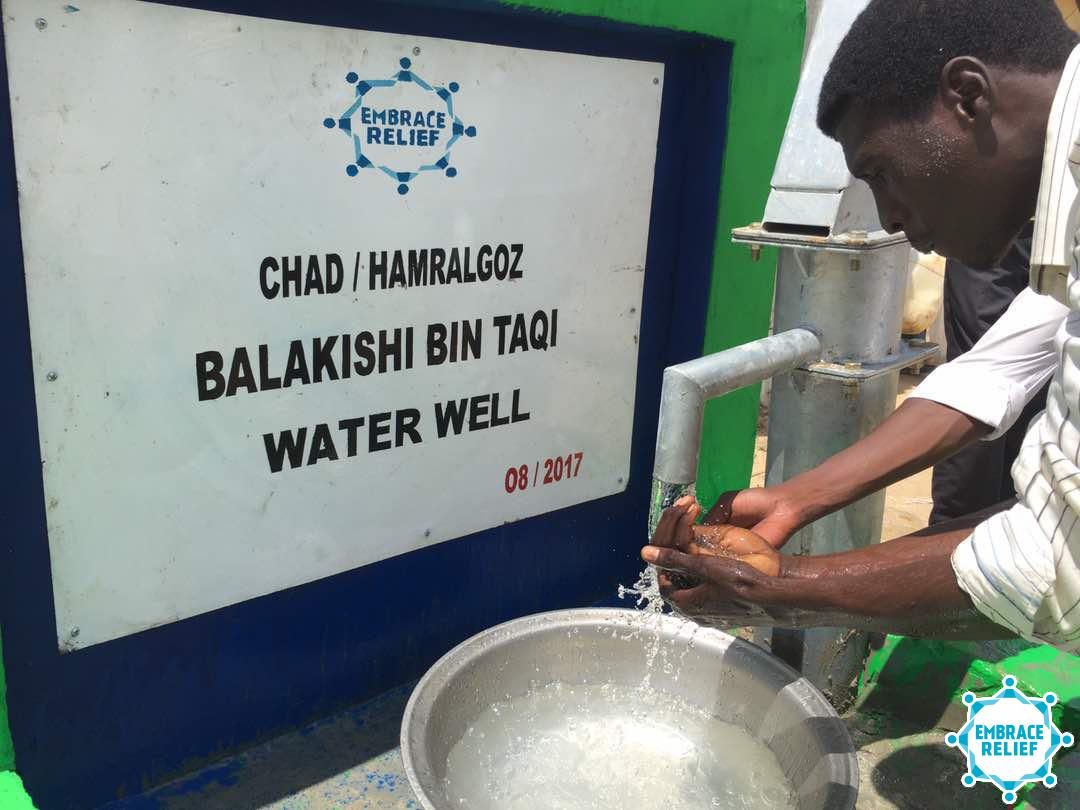 EMBRACE
RELIEF
CHAD / HAMRALGOZ
BALAKISHI BIN TAQI
WATER WELL
08 / 2017
EMBRACE
RELIEF